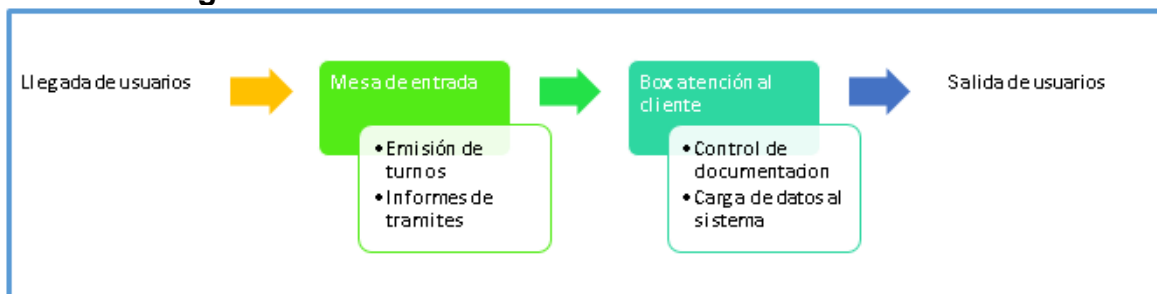 Llegada de usuarios
Mesa de entrada
• Emisión de
turnos
• Informes de
tramites
Box atención al
cliente
• Control de
documentacion
• Carga de datos al
sistema
Salida de usuarios